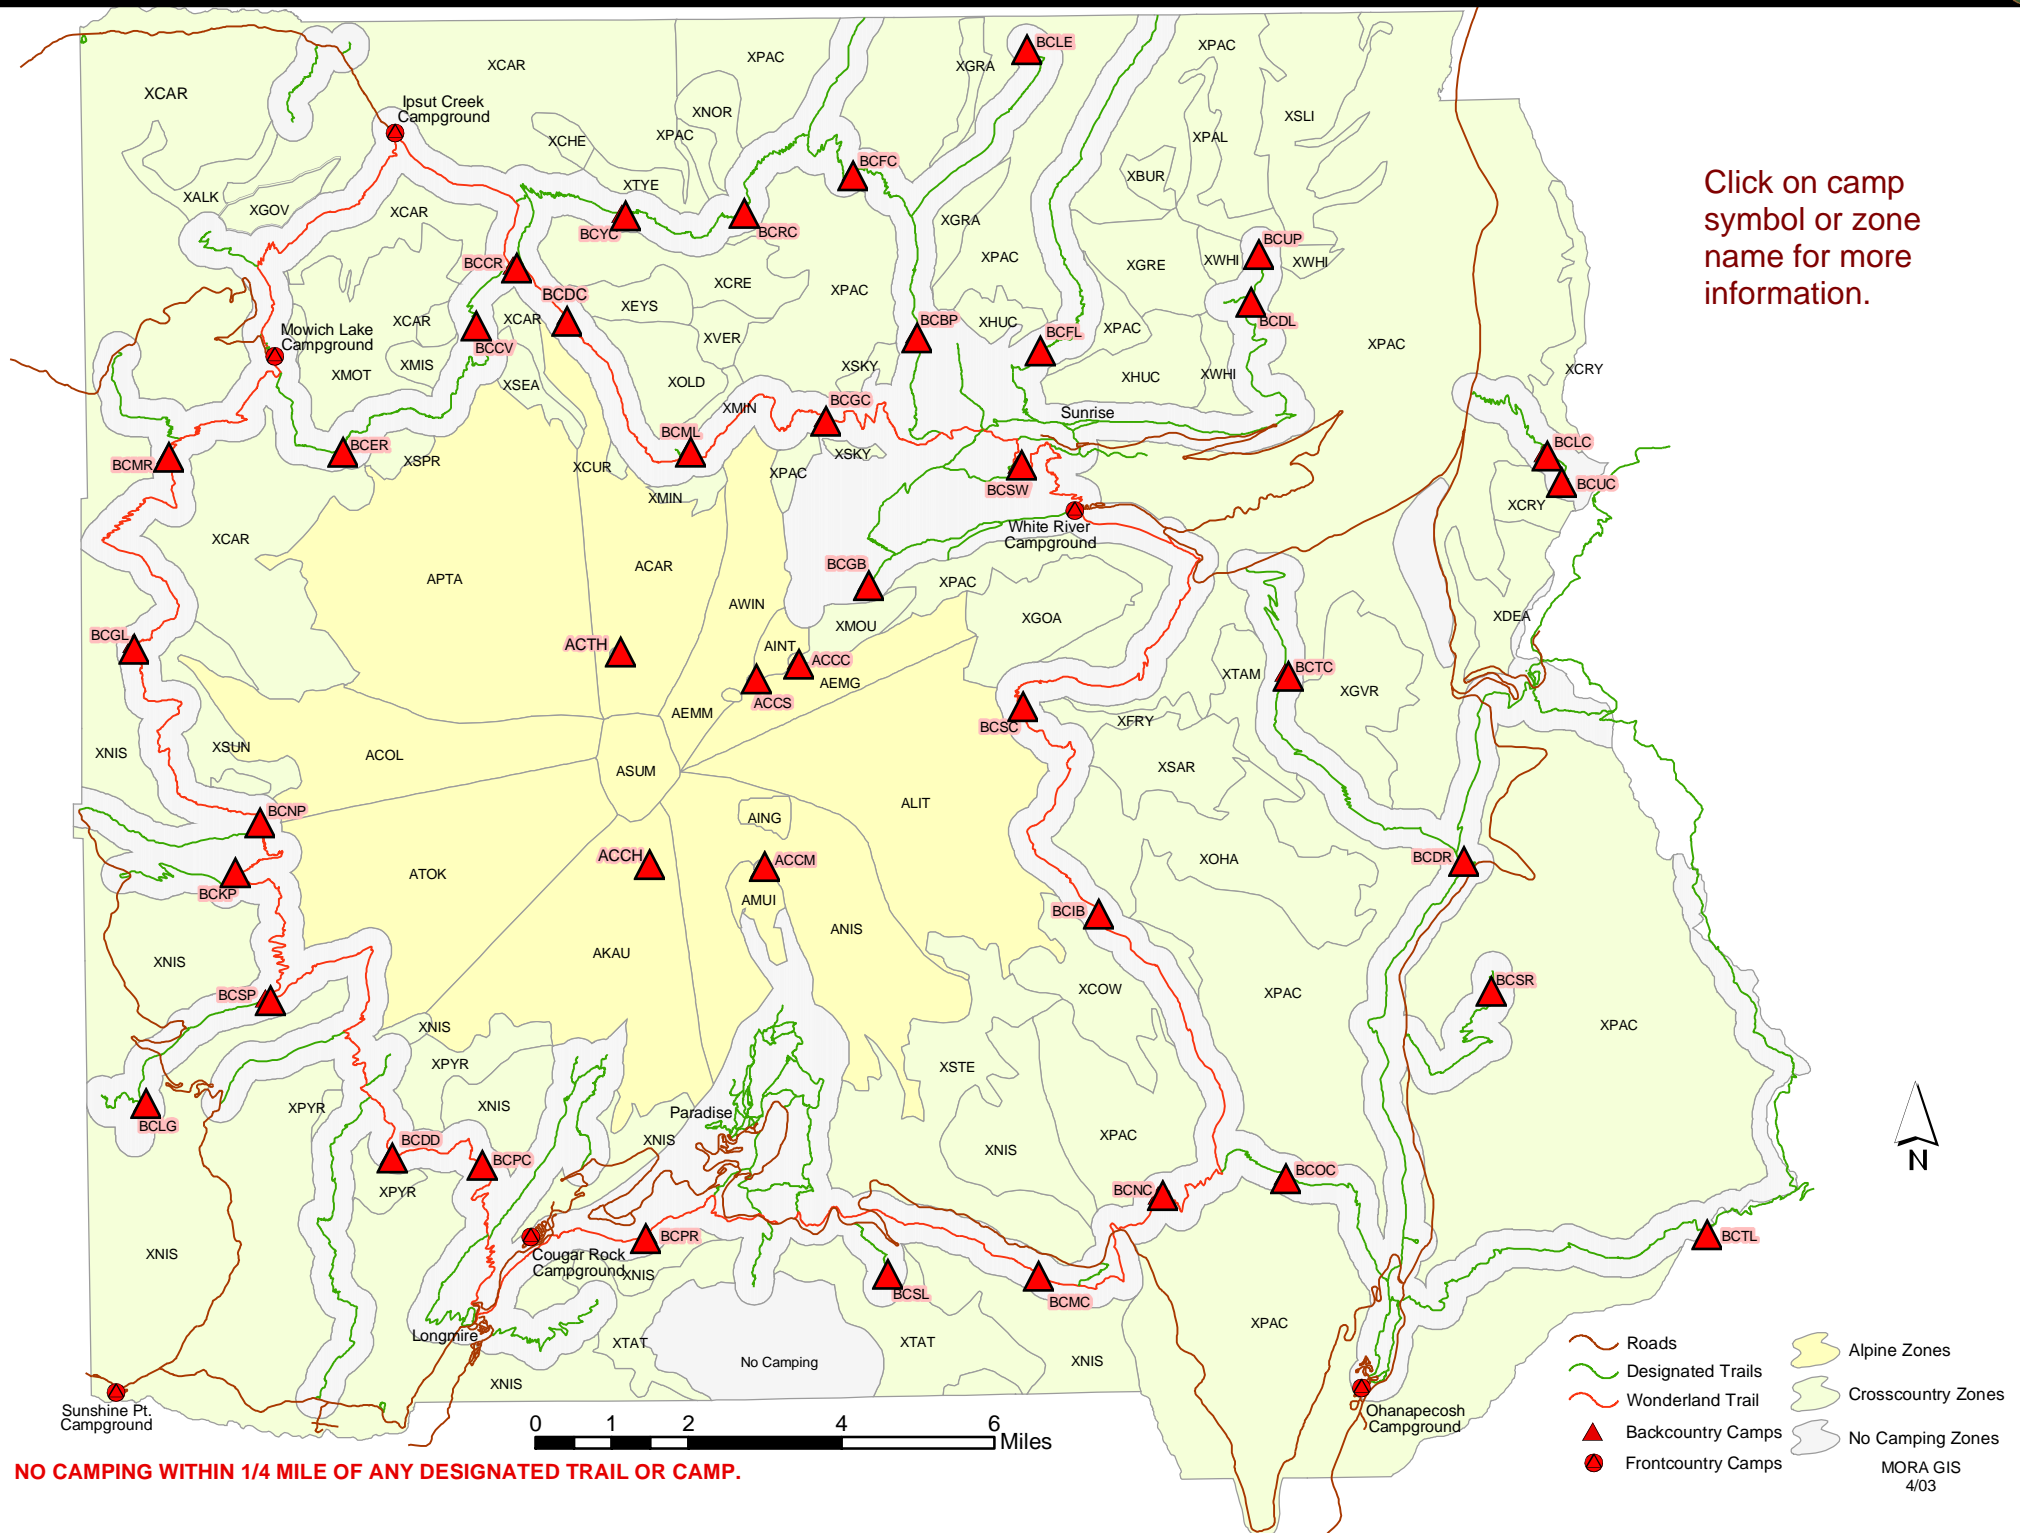 BCLE
XPAC
XPAC
XCAR
XGRA
XCAR
Ipsut Creek
Campground
XNOR
XPAC
XCHE
XSLI
XPAL
BCFC
XBUR
XTYE
XALK
XGOV
XCAR
BCYC
BCRC
XGRA
BCUP
XPAC
XWHI
XWHI
XGRE
BCCR
XCRE
XPAC
BCDC
XEYS
XCAR
XCAR
BCBP
XHUC
BCFL
XPAC
BCDL
Mowich Lake
Campground
BCCV
XVER
XPAC
XMIS
XMOT
XSEA
XOLD
XSKY
XHUC
XWHI
XCRY
BCGC
XMIN
Sunrise
BCML
BCER
XSPR
BCMR
XCUR
XPAC
XSKY
BCLC
BCSW
BCUC
XMIN
XCRY
White River
Campground
XCAR
APTA
ACAR
BCGB
XPAC
AWIN
XMOU
XGOA
XDEA
BCGL
ACTH
AINT
ACCC
AEMG
BCTC
XTAM
XGVR
ACCS
AEMM
BCSC
XFRY
XNIS
XSUN
ACOL
ASUM
XSAR
BCNP
ALIT
AING
ACCH
ACCM
XOHA
BCDR
BCKP
ATOK
AMUI
BCIB
ANIS
AKAU
XNIS
BCSP
XCOW
XPAC
BCSR
XPAC
XNIS
XPYR
XSTE
XPYR
XNIS
Paradise
BCLG
XNIS
XPAC
BCDD
BCPC
XNIS
XPYR
BCNC
BCOC
BCPR
BCTL
Cougar Rock
Campground
XNIS
XNIS
BCSL
BCMC
Longmire
XTAT
No Camping
XTAT
XNIS
XPAC
XNIS
Sunshine Pt.
Campground
Ohanapecosh
Campground
Click on camp
symbol or zone
name for more
information.
N
Roads
Designated Trails
Wonderland Trail
Backcountry Camps
Frontcountry Camps
Alpine Zones
Crosscountry Zones
No Camping Zones
MORA GIS
4/03
0 1 2 4 6
Miles
NO CAMPING WITHIN 1/4 MILE OF ANY DESIGNATED TRAIL OR CAMP.